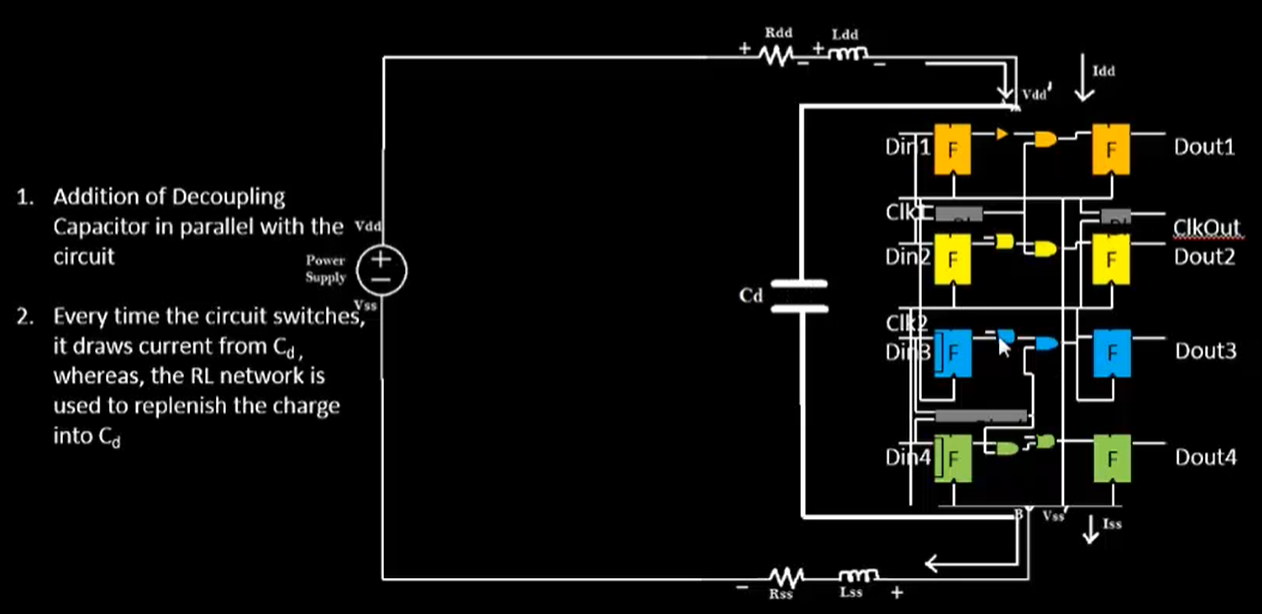 1. Addition of Decoupling
Capacitor in parallel with the
circuit
2. Every time the circuit switches,
it draws current from Cd,
whereas, the RL network is
used to replenish the charge
into Cd
Vdd
Power
Supply
+
−
Vss
Rdd
Ldd
+
−
+
−
Vdd'
Idd
Cd
Din1
F
F
Dout1
Clk1
ClkOut
Din2
F
F
Dout2
Clk2
Din3
F
F
Dout3
Din4
F
F
Dout4
B
Vss'
Iss
−
Rss
Lss
+